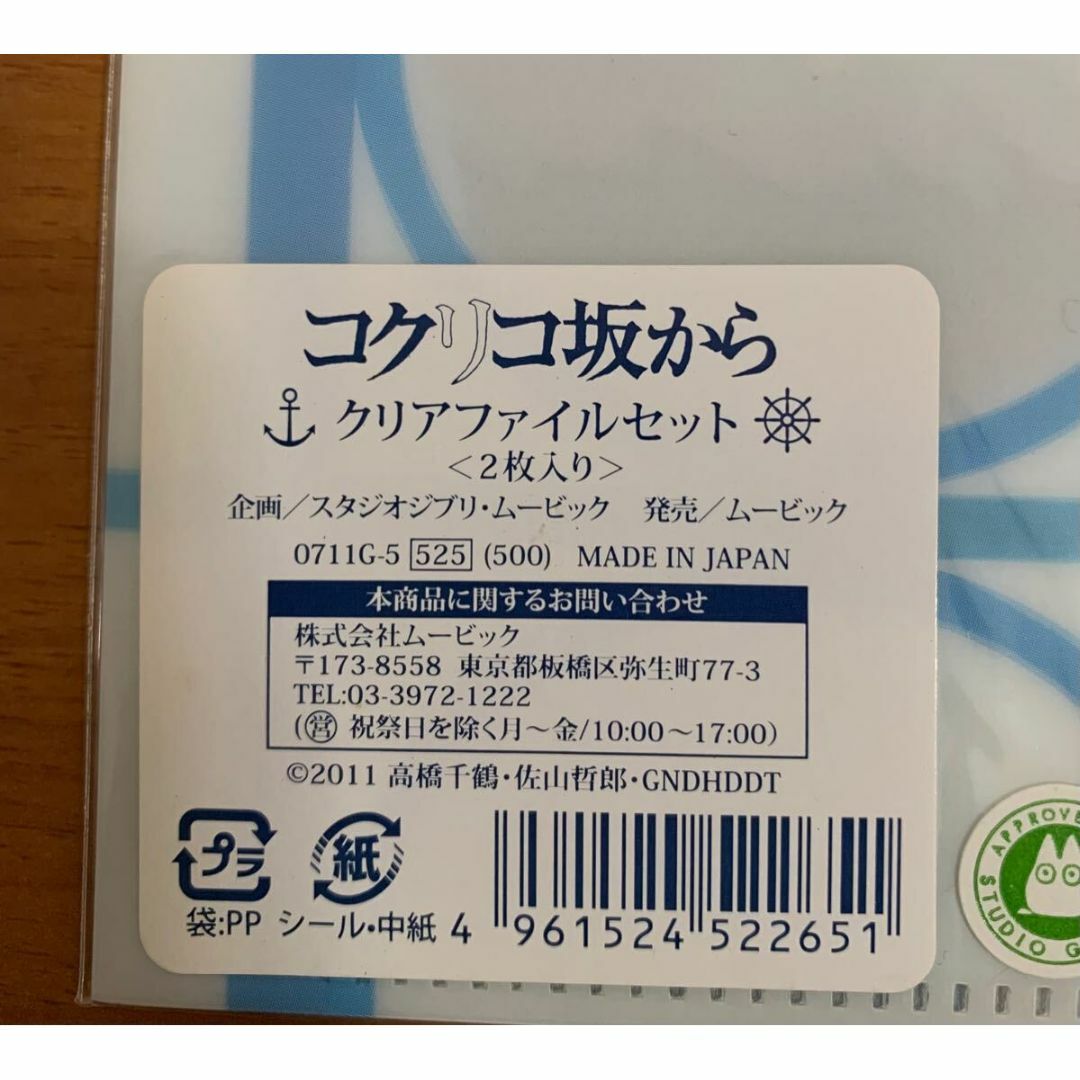 コクリコ坂から
クリアファイルセット
<2枚入り>
企画/スタジオジブリ・ムービック 発売/ムービック
0711G-5 525 (500) MADE IN JAPAN
本商品に関するお問い合わせ
株式会社ムービック
〒173-8558 東京都板橋区弥生町77-3
TEL:03-3972-1222
(営 祝祭日を除く月〜金/10:00〜17:00)
©2011 高橋千鶴・佐山哲郎・GNDHDDT
プラ 紙
袋:PP シール・中紙
4 961524 522651
APPROVE
STUDIO G